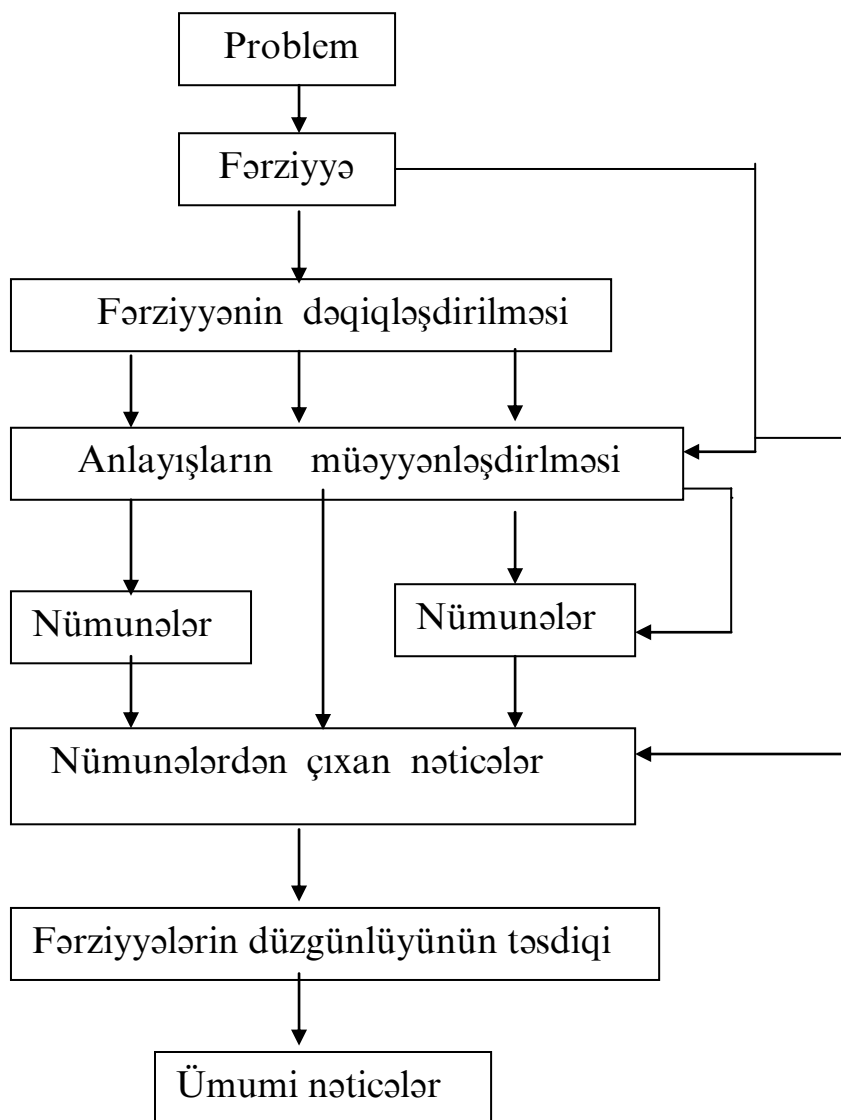 Problem
Fərziyyə
Fərziyyənin dəqiqləşdirilməsi
Anlayışların müəyyənləşdirlməsi
Nümunələr
Nümunələr
Nümunələrdən çıxan nəticələr
Fərziyyələrin düzgünlüyünün təsdiqi
Ümumi nəticələr